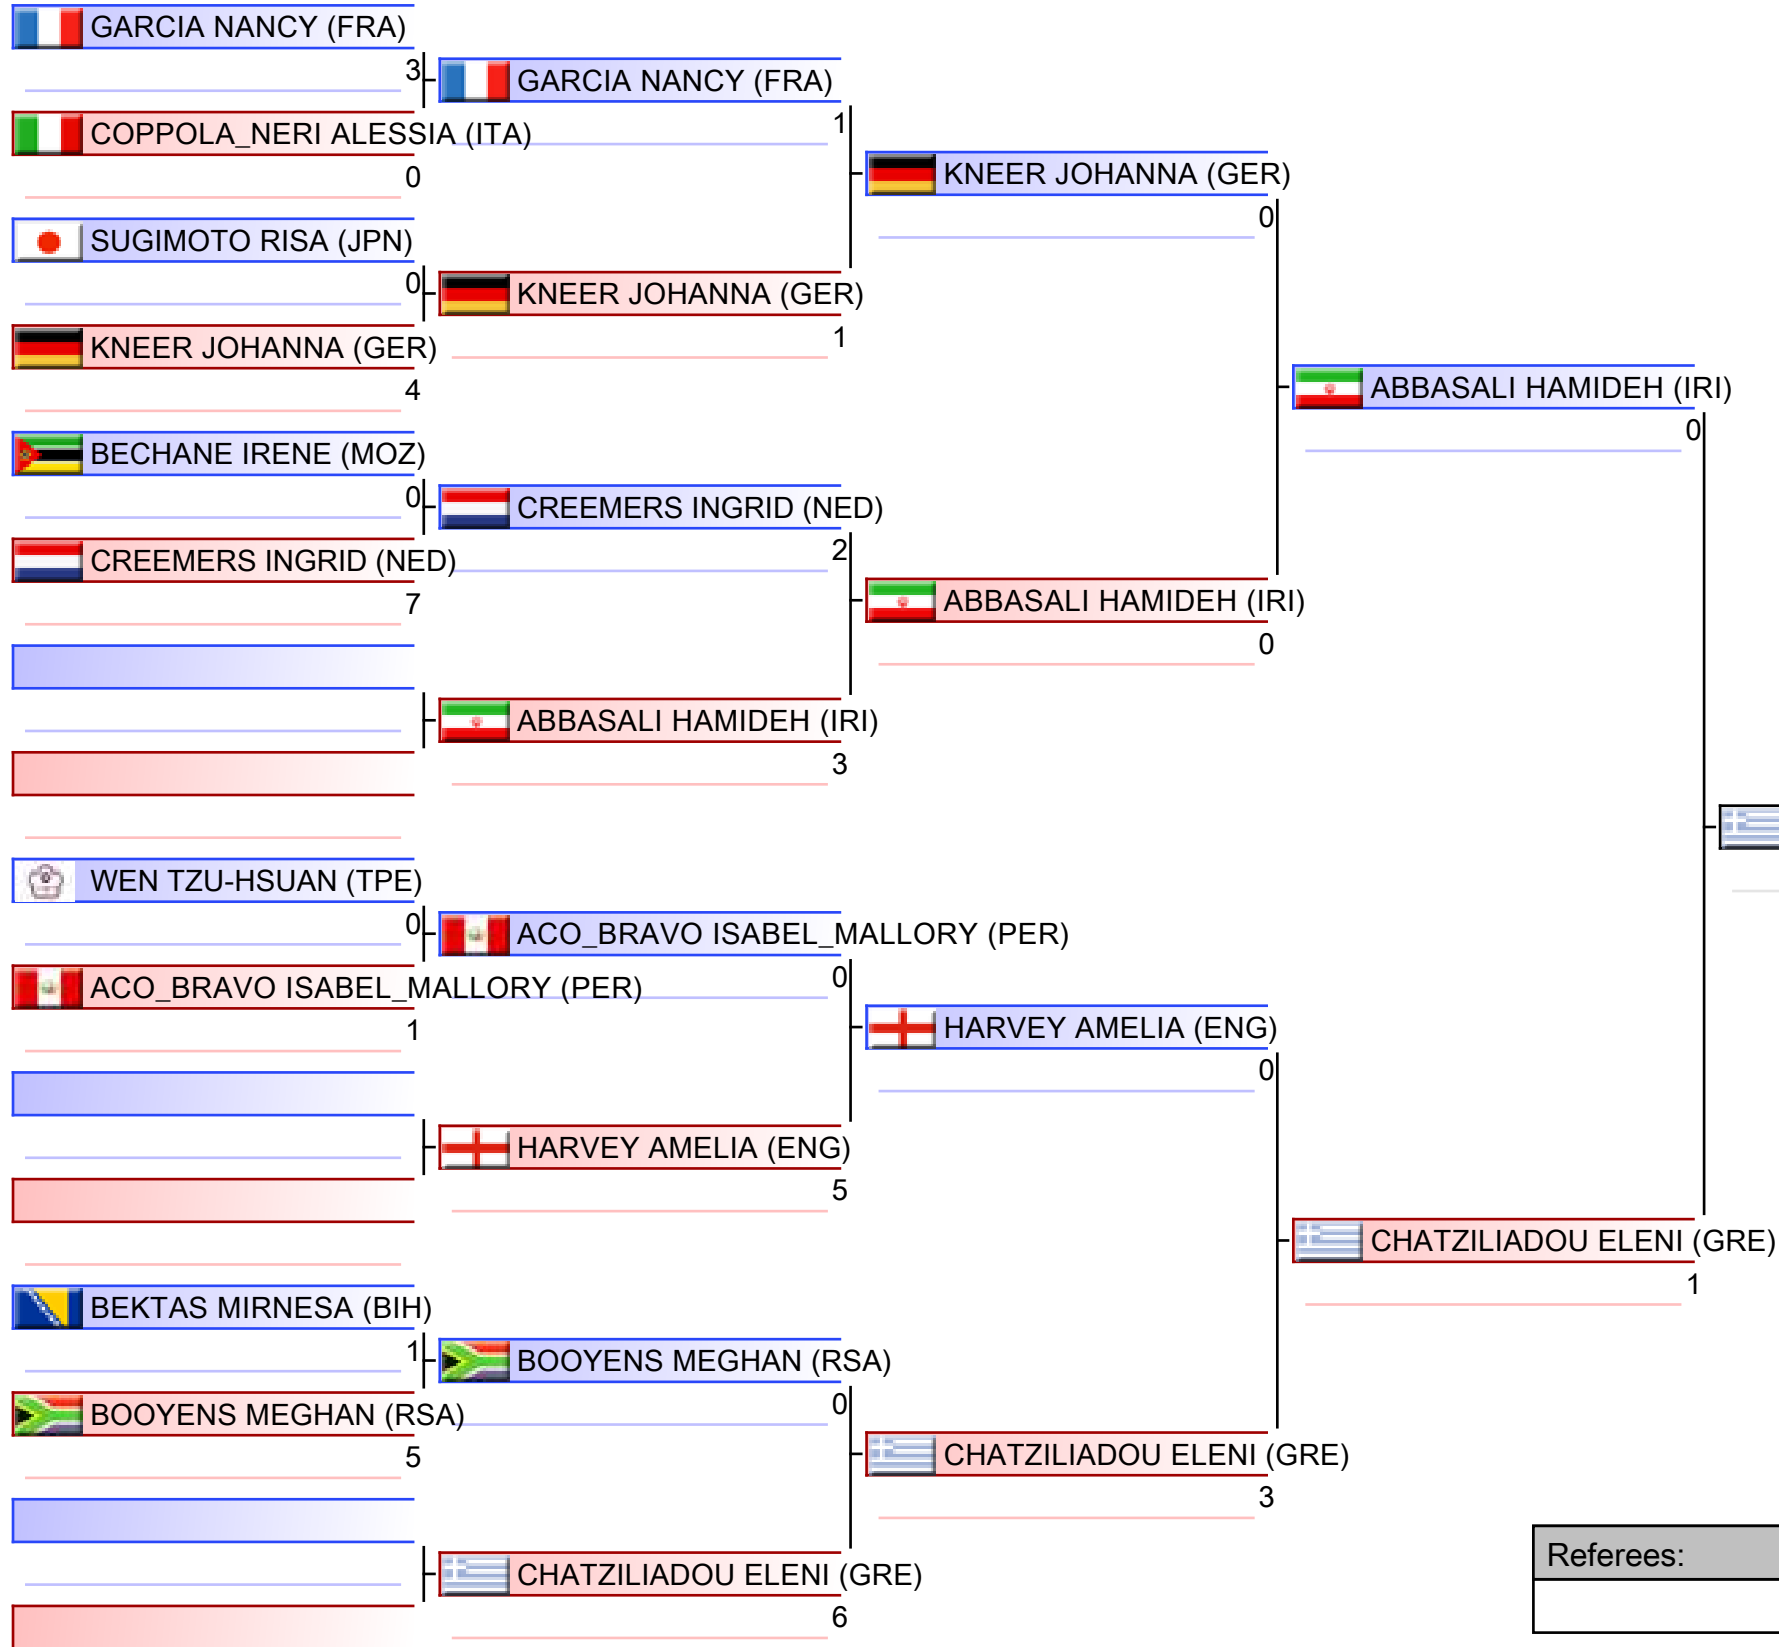 GARCIA NANCY (FRA)
3
COPPOLA_NERI ALESSIA (ITA)
0
SUGIMOTO RISA (JPN)
0
KNEER JOHANNA (GER)
4
BECHANE IRENE (MOZ)
0
CREEMERS INGRID (NED)
7
WEN TZU-HSUAN (TPE)
0
ACO_BRAVO ISABEL_MALLORY (PER)
1
BEKTAS MIRNESA (BIH)
1
BOOYENS MEGHAN (RSA)
5
GARCIA NANCY (FRA)
1
KNEER JOHANNA (GER)
1
CREEMERS INGRID (NED)
2
ABBASALI HAMIDEH (IRI)
3
ACO_BRAVO ISABEL_MALLORY (PER)
0
HARVEY AMELIA (ENG)
5
BOOYENS MEGHAN (RSA)
0
CHATZILIADOU ELENI (GRE)
6
KNEER JOHANNA (GER)
0
ABBASALI HAMIDEH (IRI)
0
HARVEY AMELIA (ENG)
0
CHATZILIADOU ELENI (GRE)
3
ABBASALI HAMIDEH (IRI)
0
CHATZILIADOU ELENI (GRE)
1
Referees: